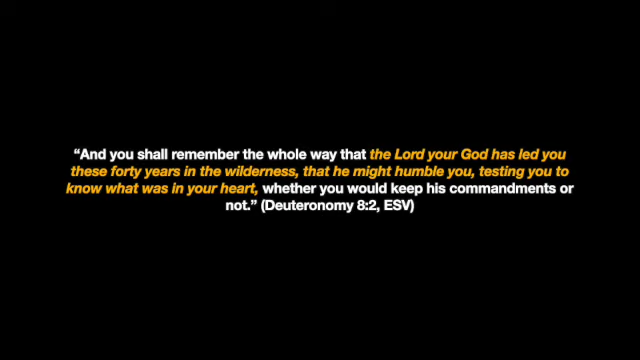 “And you shall remember the whole way that the Lord your God has led you
these forty years in the wilderness, that he might humble you, testing you to
know what was in your heart, whether you would keep his commandments or
not.” (Deuteronomy 8:2, ESV)